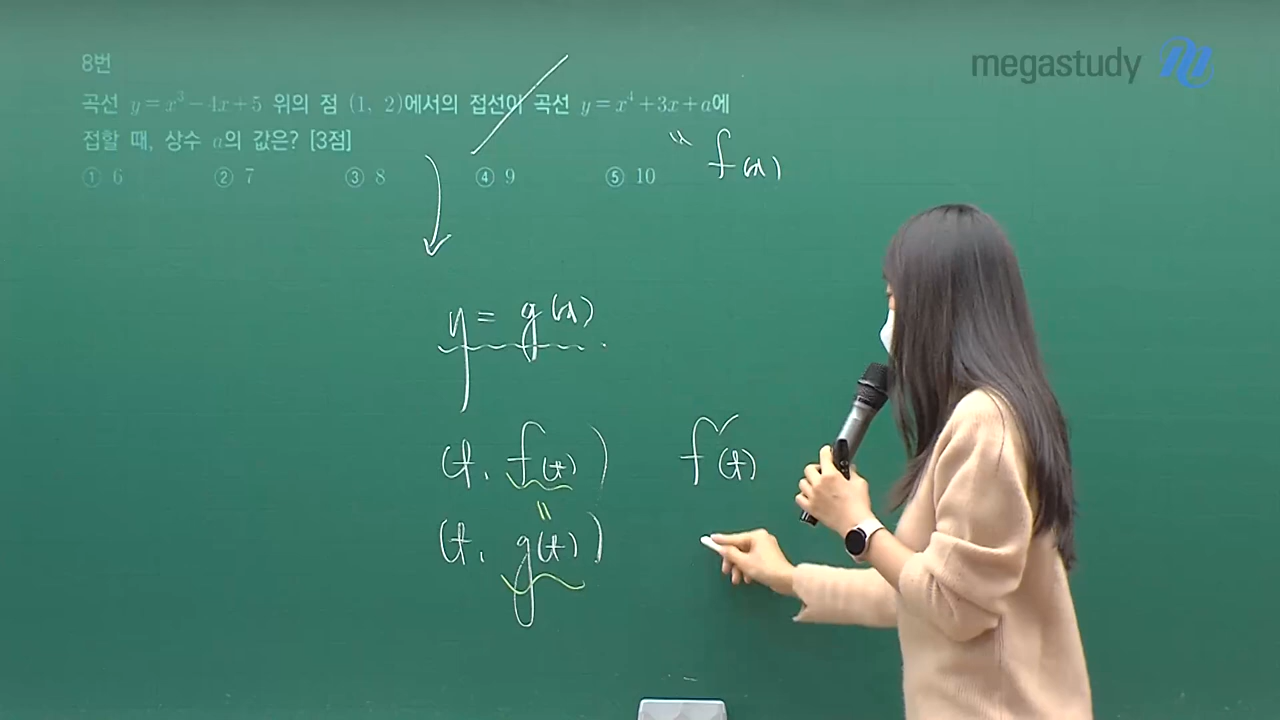 megastudy
8번
곡선 y=x³-4x+5 위의 점 (1, 2)에서의 접선이 곡선 y=x⁴+3x+a에
접할 때, 상수 a의 값은? [3점]
① 6 ② 7 ③ 8 ④ 9 ⑤ 10
" f(x)
y = g(x)
(t, f(t)) f'(t)
"
(t, g(t))